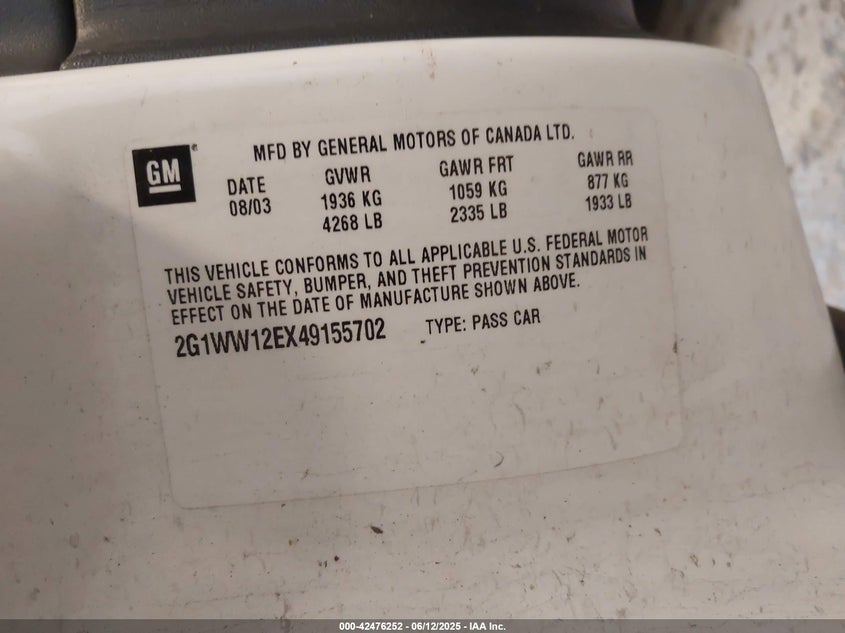 MFD BY GENERAL MOTORS OF CANADA LTD.
GM®
DATE GVWR GAWR FRT GAWR RR
08/03 1936 KG 1059 KG 877 KG
4268 LB 2335 LB 1933 LB
THIS VEHICLE CONFORMS TO ALL APPLICABLE U.S. FEDERAL MOTOR
VEHICLE SAFETY, BUMPER, AND THEFT PREVENTION STANDARDS IN
EFFECT ON THE DATE OF MANUFACTURE SHOWN ABOVE.
2G1WW12EX49155702 TYPE: PASS CAR
000-42476252 - 06/12/2025 - IAA Inc.